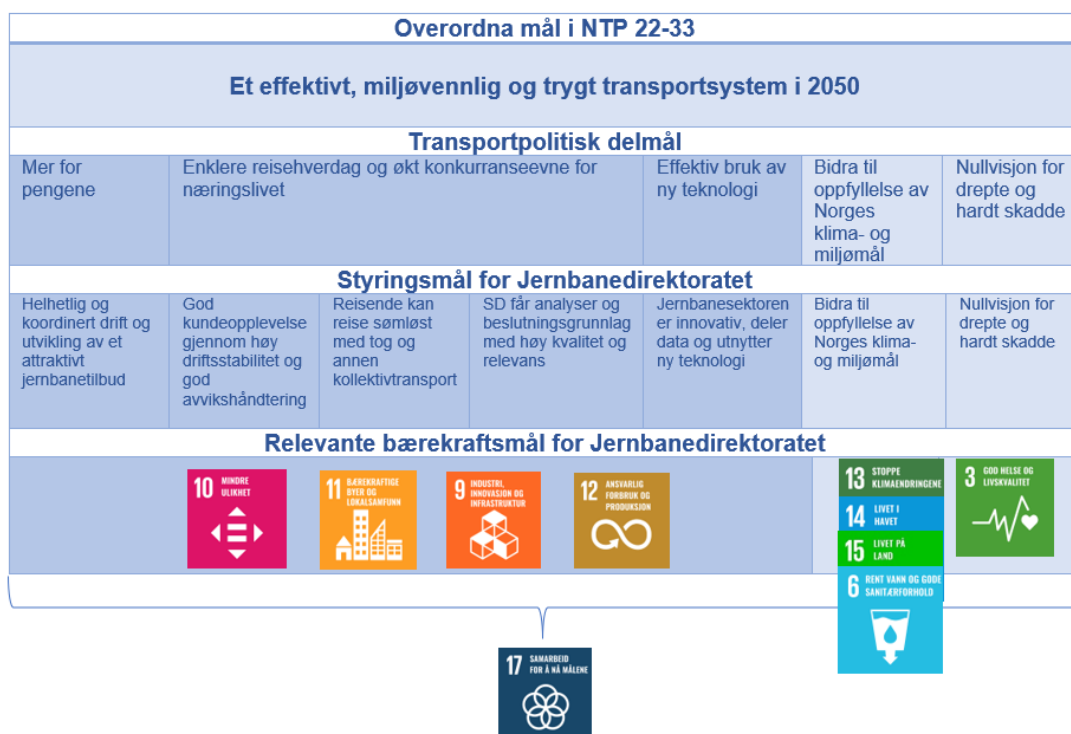 Overordna mål i NTP 22-33
Et effektivt, miljøvennlig og trygt transportsystem i 2050
Transportpolitisk delmål
Mer for
pengene
Enklere reisehverdag og økt konkurranseevne for
næringslivet
Effektiv bruk av
ny teknologi
Bidra til
oppfyllelse av
Norges
klima- og
miljømål
Nullvisjon for
drepte og
hardt skadde
Styringsmål for Jernbanedirektoratet
Helhetlig og
koordinert drift og
utvikling av et
attraktivt
jernbanetilbud
God
kundeopplevelse
gjennom høy
driftsstabilitet og
god
avvikshåndtering
Reisende kan
reise sømløst
med tog og
annen
kollektivtransport
SD får analyser og
beslutningsgrunnlag
med høy kvalitet og
relevans
Jernbanesektoren
er innovativ, deler
data og utnytter
ny teknologi
Bidra til
oppfyllelse av
Norges klima-
og miljømål
Nullvisjon for
drepte og
hardt skadde
Relevante bærekraftsmål for Jernbanedirektoratet
10 MINDRE
ULIKHET
11 BÆREKRAFTIGE
BYER OG
LOKALSAMFUNN
9 INDUSTRI,
INNOVASJON OG
INFRASTRUKTUR
12 ANSVARLIG
FORBRUK OG
PRODUKSJON
13 STOPPE
KLIMAENDRINGENE
14 LIVET I
HAVET
15 LIVET PÅ
LAND
6 RENT VANN OG GODE
SANITÆRFORHOLD
3 GOD HELSE OG
LIVSKVALITET
17 SAMARBEID
FOR Å NÅ MÅLENE